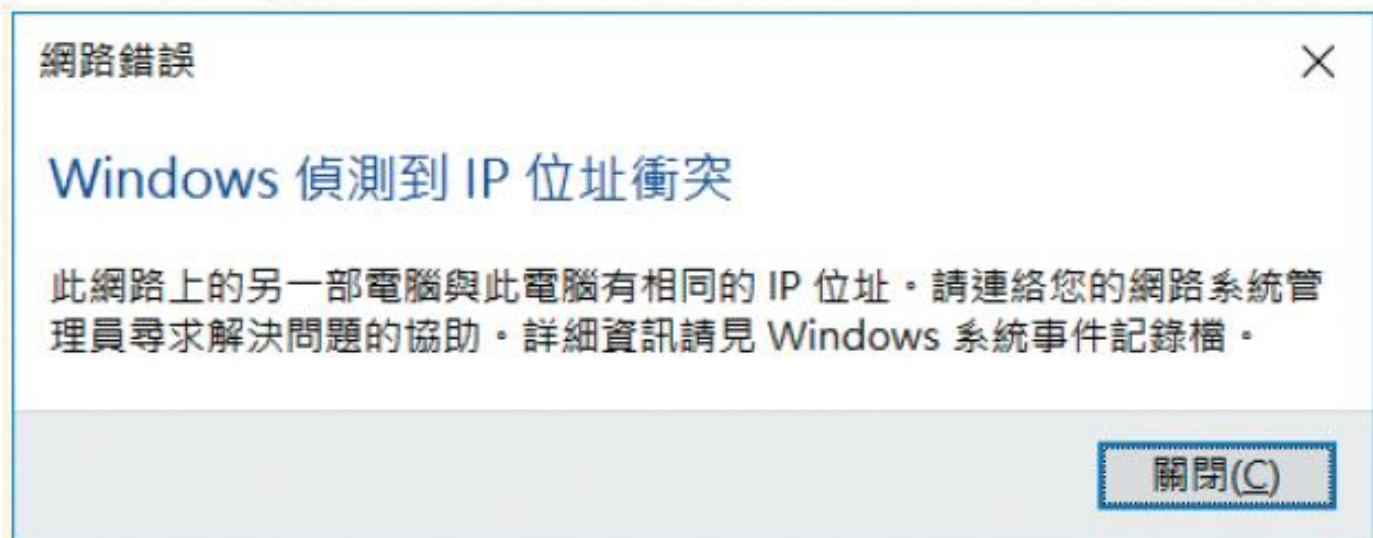 網路錯誤
Windows 偵測到 IP 位址衝突
此網路上的另一部電腦與此電腦有相同的 IP 位址。請連絡您的網路系統管
理員尋求解決問題的協助。詳細資訊請見 Windows 系統事件記錄檔。
關閉(C)